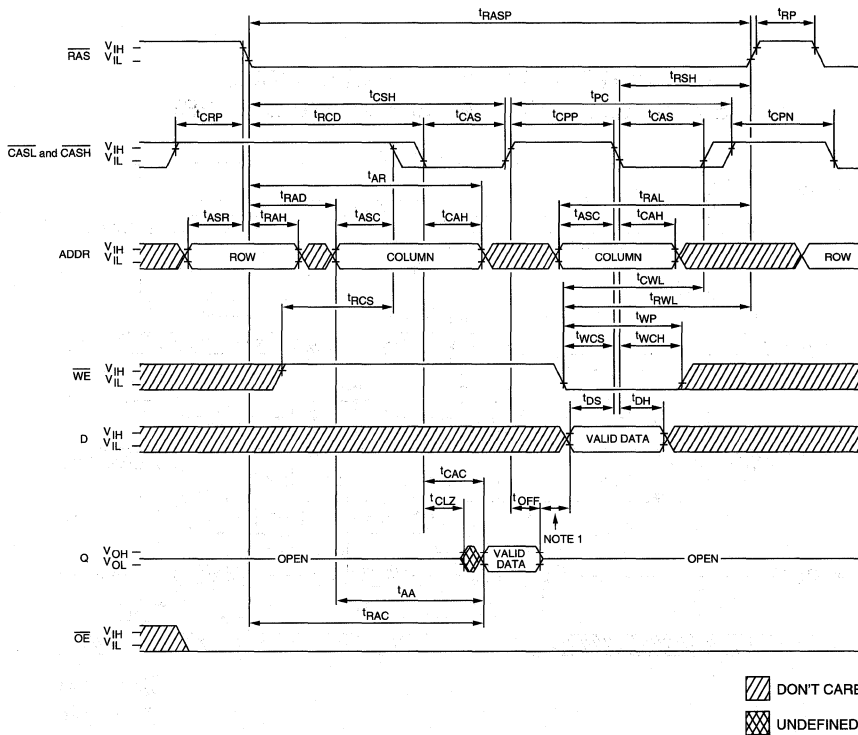 tRASP
tRP
RAS
VIH
VIL
tRSH
tCSH
tPC
tCRP
tRCD
tCAS
tCPP
tCAS
tCPN
CASL and CASH
VIH
VIL
tAR
tRAD
tRAL
tASR
tRAH
tASC
tCAH
tASC
tCAH
ADDR
VIH
VIL
ROW
COLUMN
COLUMN
ROW
tCWL
tRCS
tRWL
tWP
tWCS
tWCH
WE
VIH
VIL
tDS
tDH
D
VIH
VIL
VALID DATA
tCAC
tCLZ
tOFF
NOTE 1
Q
VOH
VOL
OPEN
VALID
DATA
OPEN
tAA
tRAC
OE
VIH
VIL
DON'T CARE
UNDEFINED